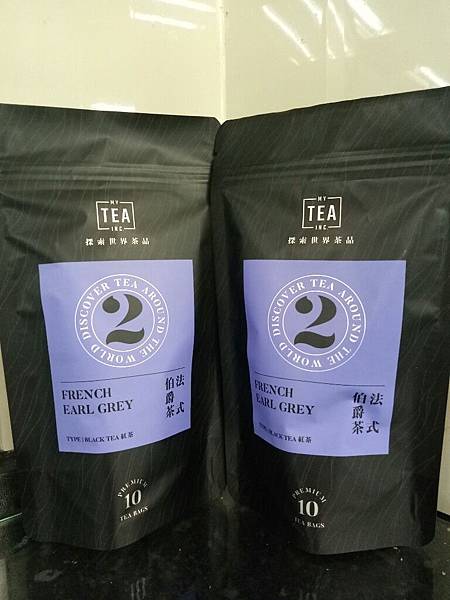 MY
TEA
INC
探索世界茶品
DISCOVER TEA AROUND THE WORLD
2
FRENCH
EARL GREY
法式
伯爵茶
TYPE | BLACK TEA 紅茶
PREMIUM
10
TEA BAGS
MY
TEA
INC
探索世界茶品
DISCOVER TEA AROUND THE WORLD
2
FRENCH
EARL GREY
法式
伯爵茶
TYPE | BLACK TEA 紅茶
PREMIUM
10
TEA BAGS